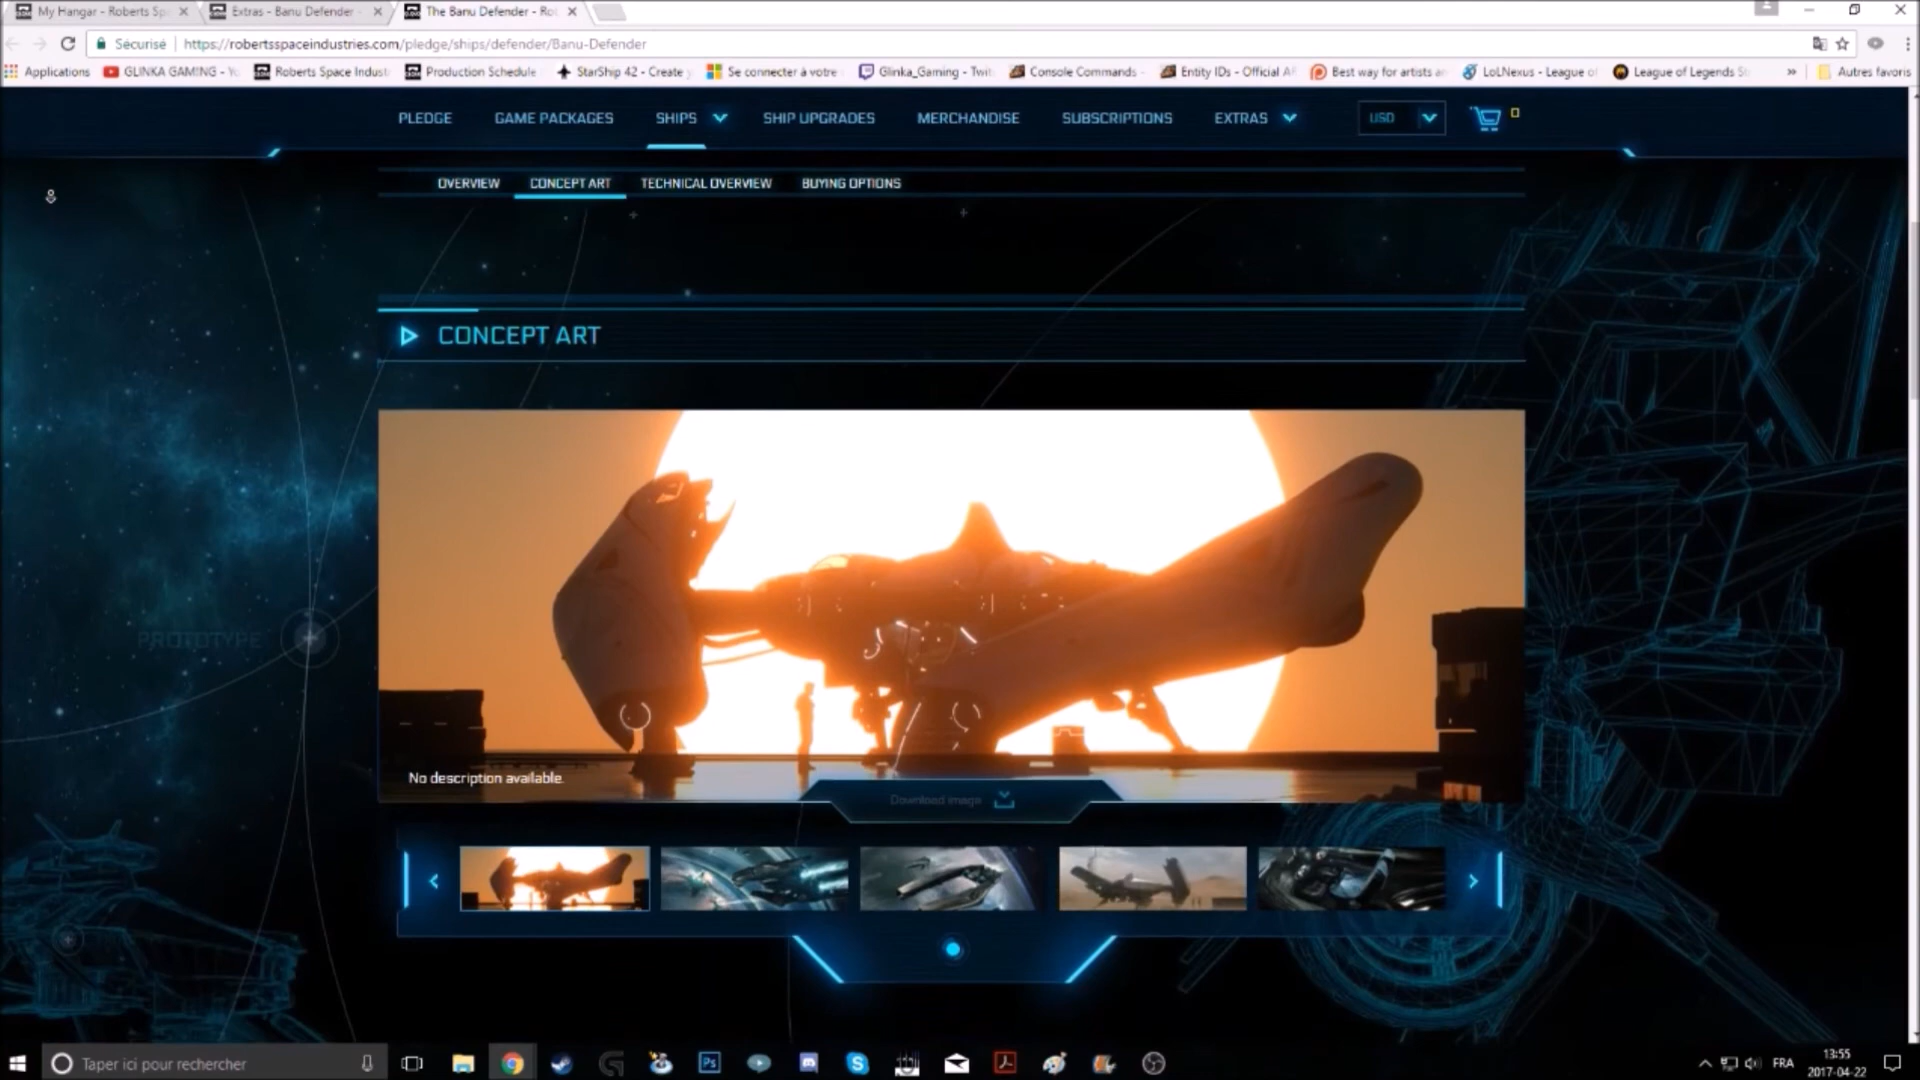 My Hangar - Roberts Sp
Extras - Banu Defender -
The Banu Defender - Ro
Sécurisé
https://robertsspaceindustries.com/pledge/ships/defender/Banu-Defender
Applications
GLINKA GAMING - Yo
Roberts Space Indust
Production Schedule
StarShip 42 - Create y
Se connecter à votre
Glinka_Gaming - Twit
Console Commands -
Entity IDs - Official A
Best way for artists a
LoLNexus - League of
League of Legends St
»
Autres favoris
PLEDGE
GAME PACKAGES
SHIPS
SHIP UPGRADES
MERCHANDISE
SUBSCRIPTIONS
EXTRAS
USD
0
OVERVIEW
CONCEPT ART
TECHNICAL OVERVIEW
BUYING OPTIONS
CONCEPT ART
PROTOTYPE
No description available.
Download image
Taper ici pour rechercher
Ps
FRA
13:55
2017-04-22